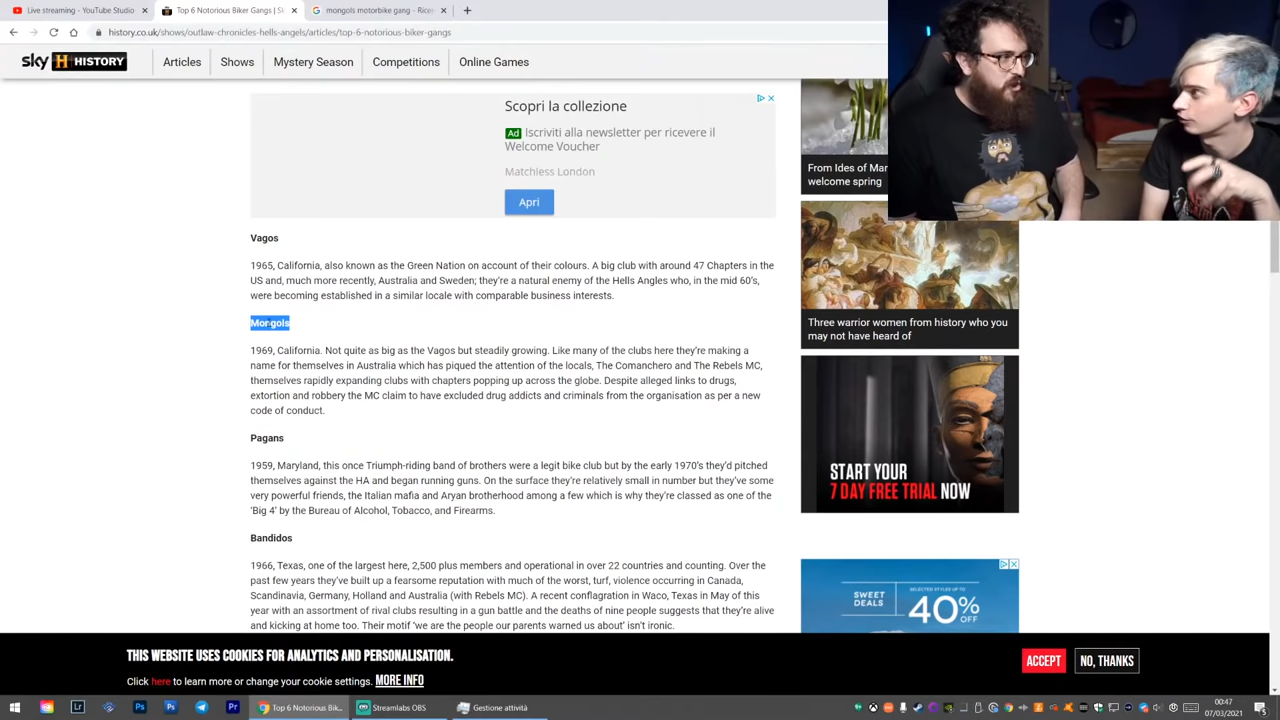 Live streaming - YouTube Studio
Top 6 Notorious Biker Gangs | Sk
mongols motorbike gang - Ricer
history.co.uk/shows/outlaw-chronicles-hells-angels/articles/top-6-notorious-biker-gangs
sky H HISTORY
Articles
Shows
Mystery Season
Competitions
Online Games
Scopri la collezione
Ad Iscriviti alla newsletter per ricevere il
Welcome Voucher
Matchless London
Apri
From Ides of Mar
welcome spring
Vagos
1965, California, also known as the Green Nation on account of their colours. A big club with around 47 Chapters in the
US and, much more recently, Australia and Sweden; they're a natural enemy of the Hells Angles who, in the mid 60's,
were becoming established in a similar locale with comparable business interests.
Mongols
1969, California. Not quite as big as the Vagos but steadily growing. Like many of the clubs here they're making a
name for themselves in Australia which has piqued the attention of the locals, The Comanchero and The Rebels MC,
themselves rapidly expanding clubs with chapters popping up across the globe. Despite alleged links to drugs,
extortion and robbery the MC claim to have excluded drug addicts and criminals from the organisation as per a new
code of conduct.
Pagans
1959, Maryland, this once Triumph-riding band of brothers were a legit bike club but by the early 1970's they'd pitched
themselves against the HA and began running guns. On the surface they're relatively small in number but they've some
very powerful friends, the Italian mafia and Aryan brotherhood among a few which is why they're classed as one of the
'Big 4' by the Bureau of Alcohol, Tobacco, and Firearms.
Bandidos
1966, Texas, one of the largest here, 2,500 plus members and operational in over 22 countries and counting. Over the
past few years they've built up a fearsome reputation with much of the worst, turf, violence occurring in Canada,
Scandinavia, Germany, Holland and Australia (with Rebels MC). A recent conflagration in Waco, Texas in May of this
year with an assortment of rival clubs resulting in a gun battle and the deaths of nine people suggests that they're alive
and kicking at home too. Their motif 'we are the people our parents warned us about' isn't ironic.
Three warrior women from history who you
may not have heard of
START YOUR
7 DAY FREE TRIAL NOW
SWEET
DEALS
SELECTED STYLES UP TO
40% OFF
THIS WEBSITE USES COOKIES FOR ANALYTICS AND PERSONALISATION.
Click here to learn more or change your cookie settings. MORE INFO
ACCEPT
NO, THANKS
Top 6 Notorious Bik...
Streamlabs OBS
Gestione attività
00:47
07/03/2021
5